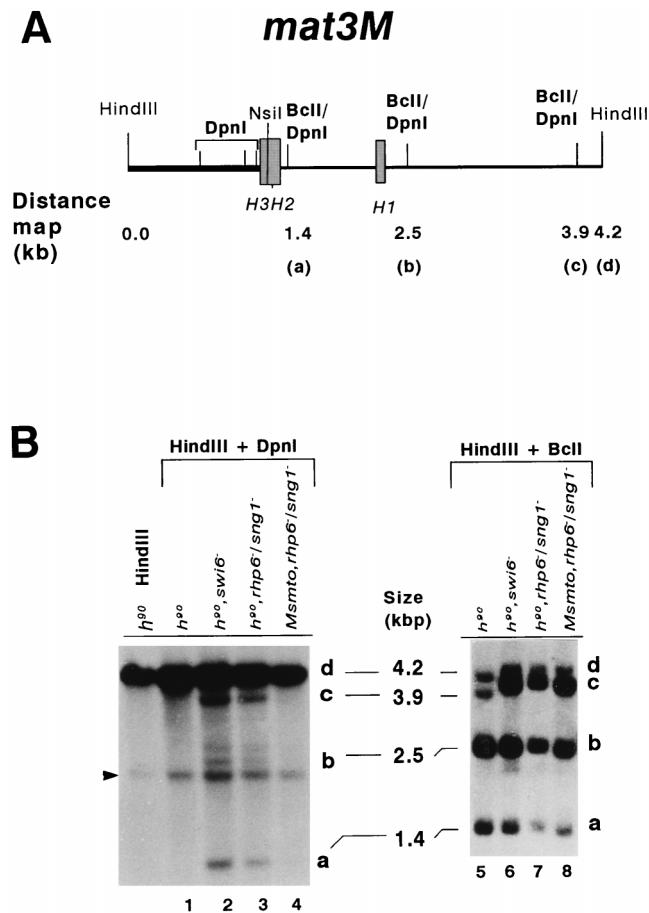 A
mat3M
HindIII
NsiI
BclI/
DpnI
BclI/
DpnI
BclI/
DpnI
HindIII
DpnI
H3H2
H1
Distance
map
(kb)
0.0
1.4
2.5
3.9 4.2
(a)
(b)
(c) (d)
B
HindIII + DpnI
HindIII + BclI
HindIII
h⁹⁰
h⁹⁰
h⁹⁰,swi6⁻
h⁹⁰,rhp6⁻/sng1⁻
Msmto,rhp6⁻/sng1⁻
Size
(kbp)
h⁹⁰
h⁹⁰,swi6⁻
h⁹⁰,rhp6⁻/sng1⁻
Msmto,rhp6⁻/sng1⁻
d
4.2
d
c
3.9
c
b
2.5
b
a
1.4
a
1 2 3 4
5 6 7 8